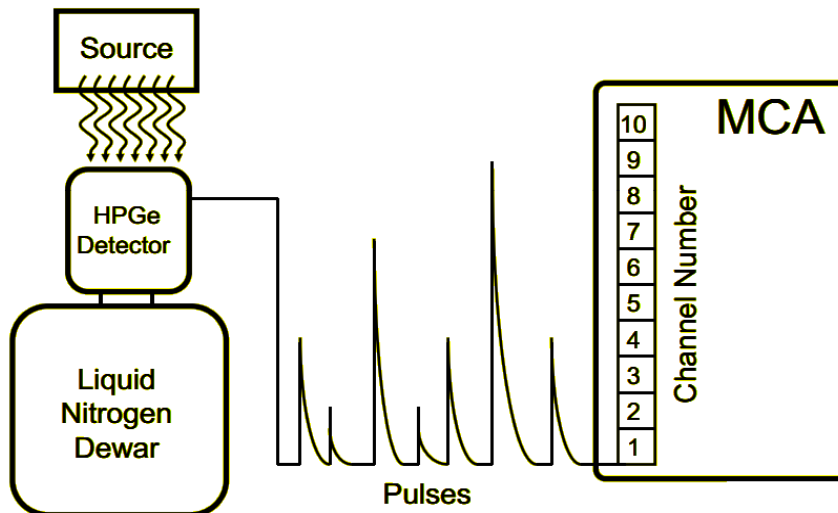 Source
HPGe
Detector
Liquid
Nitrogen
Dewar
Pulses
MCA
10
9
8
7
6
5
4
3
2
1
Channel Number